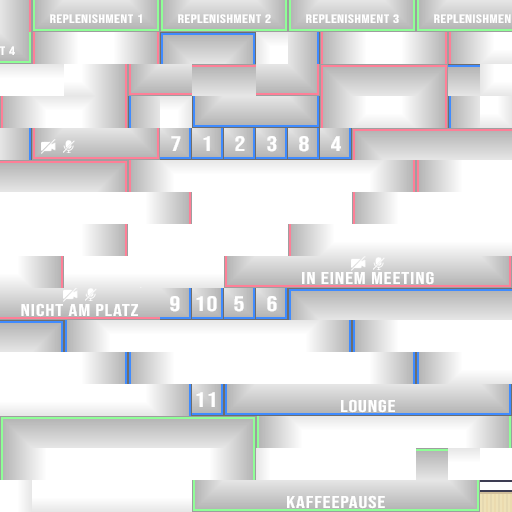 REPLENISHMENT 1 REPLENISHMENT 2 REPLENISHMENT 3
T 4
7 1 2 3 8 4
IN EINEM MEETING
NICHT AM PLATZ 9 10 5 6
11 LOUNGE
KAFFEEPAUSE